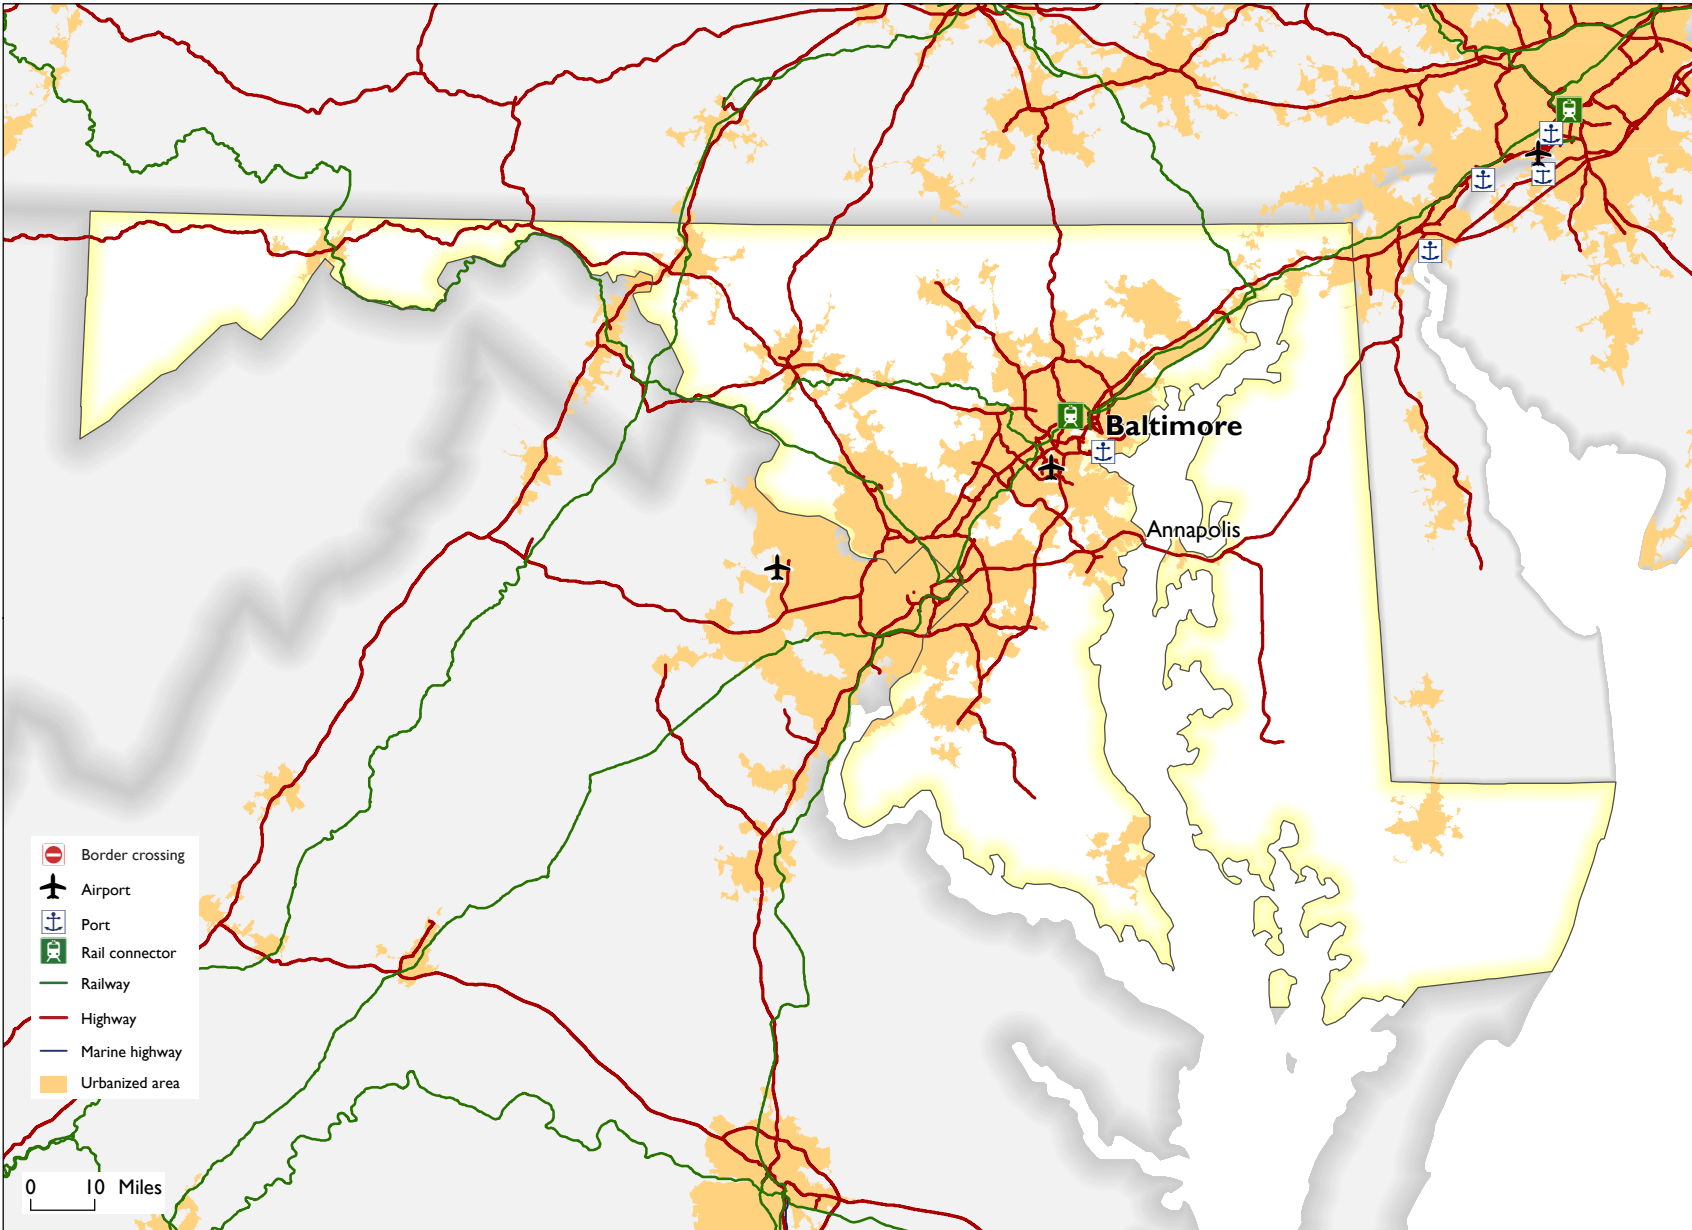 Baltimore
Annapolis
Border crossing
Airport
Port
Rail connector
Railway
Highway
Marine highway
Urbanized area
0 10 Miles